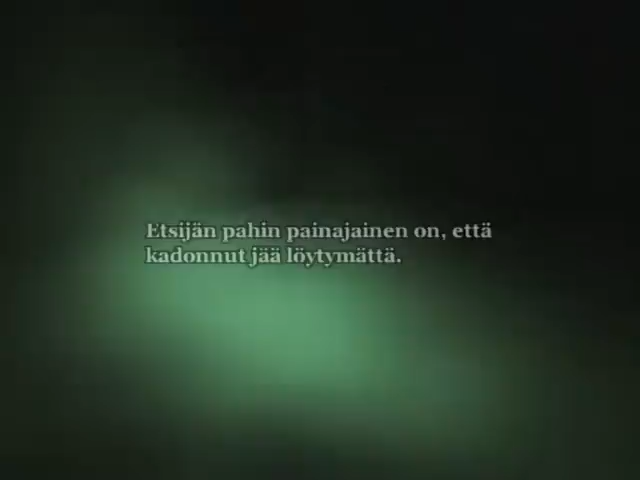 Etsijän pahin painajainen on, että
kadonnut jää löytymättä.